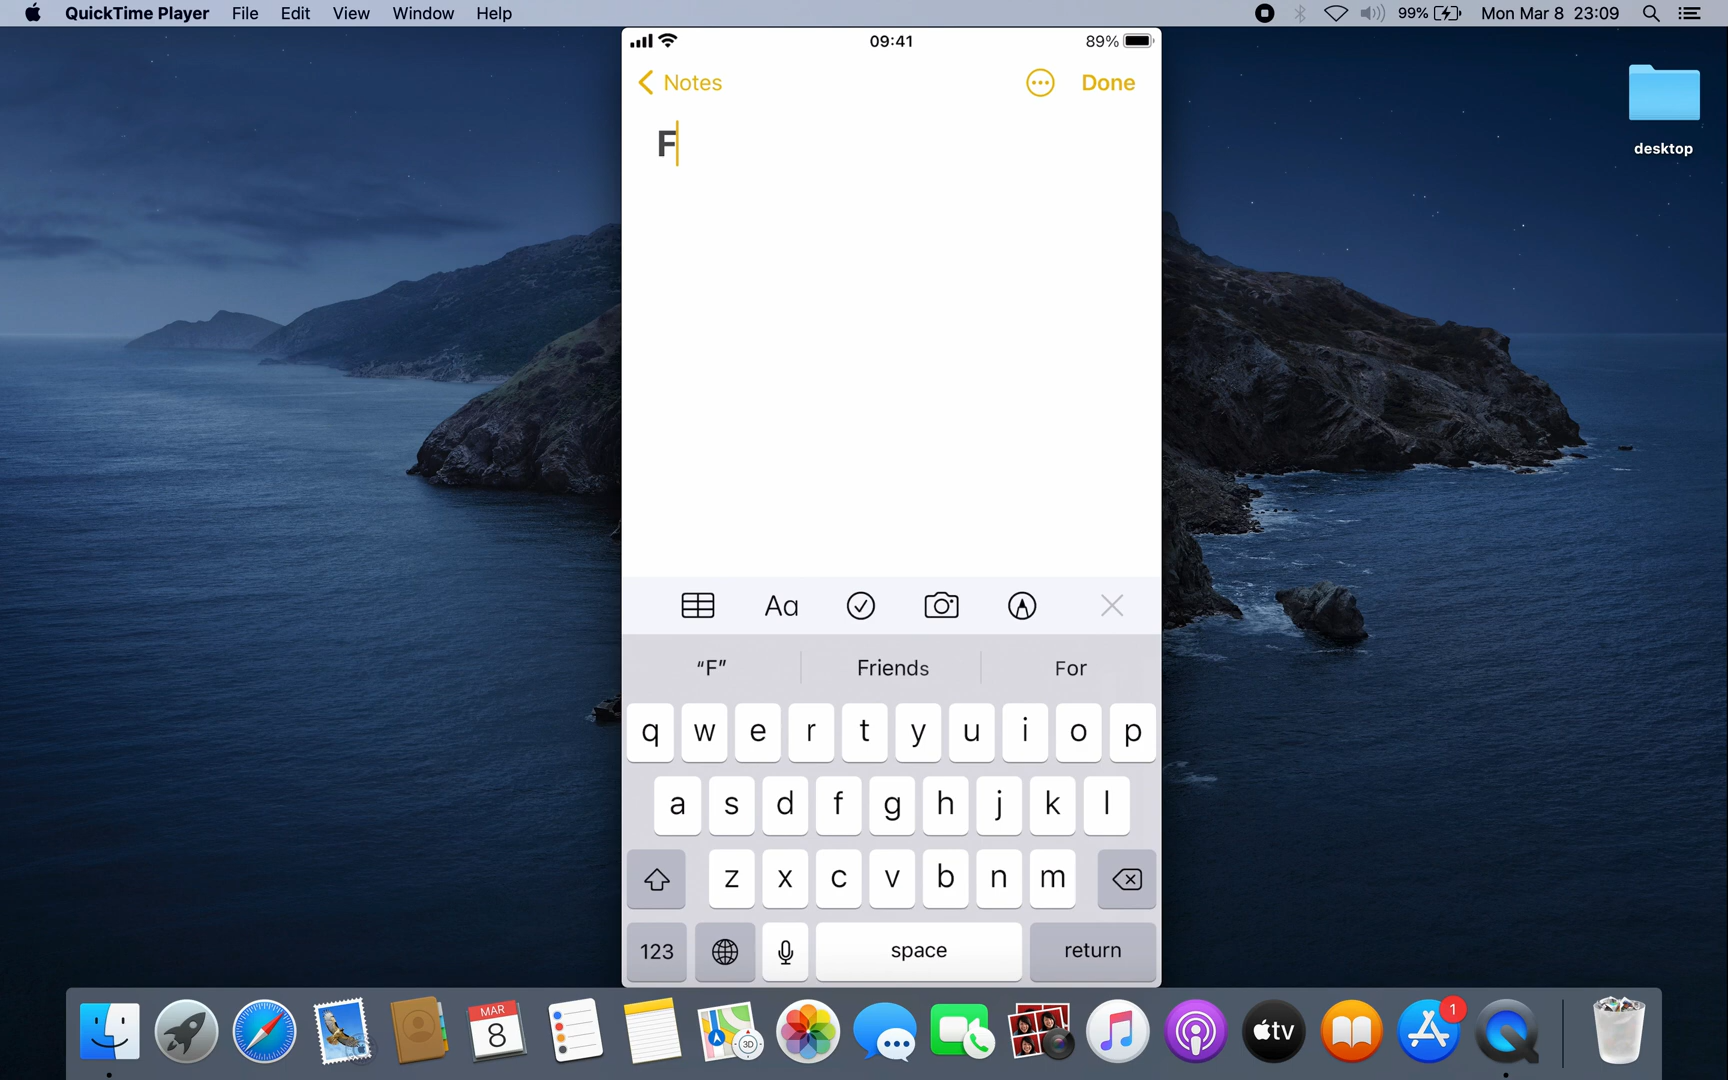 QuickTime Player File Edit View Window Help 99% Mon Mar 8 23:09
09:41 89%
Notes Done
F
desktop
Aa
“F” Friends For
q w e r t y u i o p
a s d f g h j k l
z x c v b n m
123 space return
MAR
8
3D
tv
1